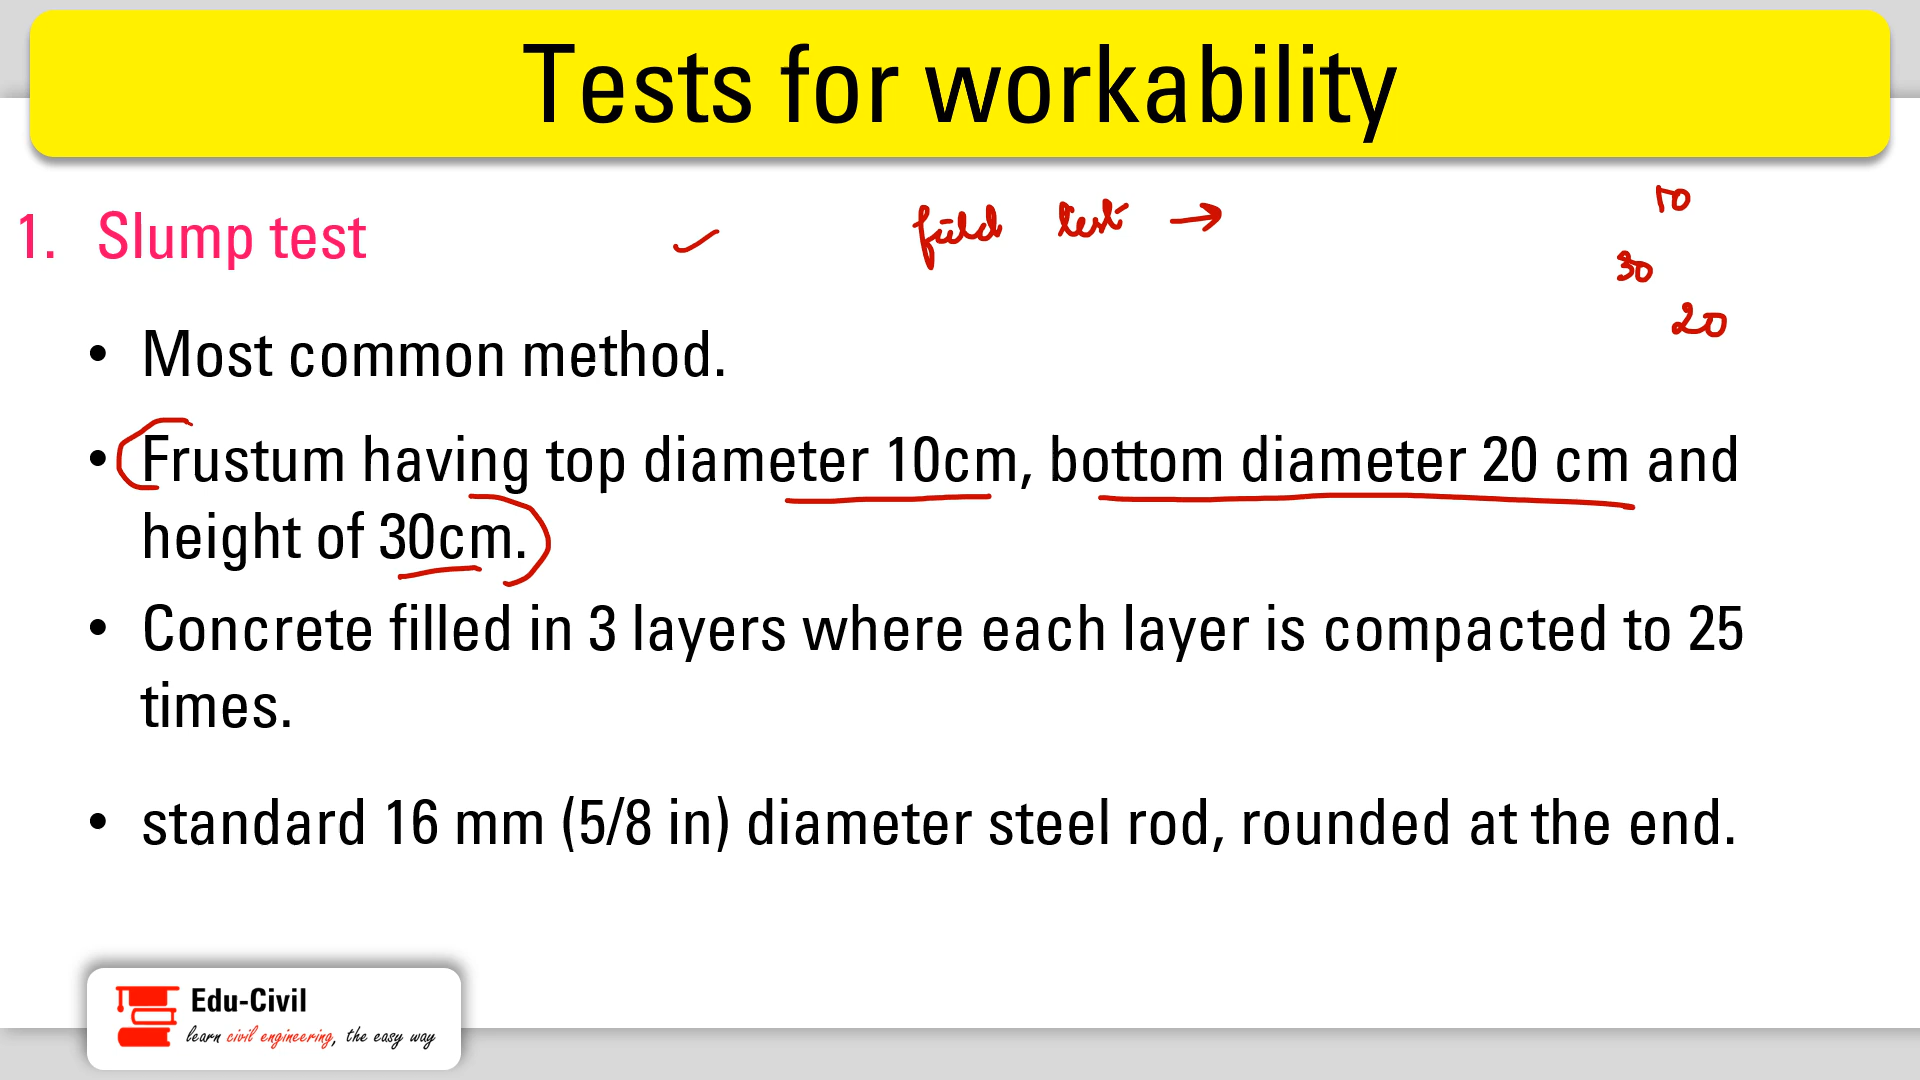 Tests for workability
1. Slump test
field test →
10
30
20
• Most common method.
• Frustum having top diameter 10cm, bottom diameter 20 cm and
height of 30cm.
• Concrete filled in 3 layers where each layer is compacted to 25
times.
• standard 16 mm (5/8 in) diameter steel rod, rounded at the end.
Edu-Civil
learn civil engineering, the easy way